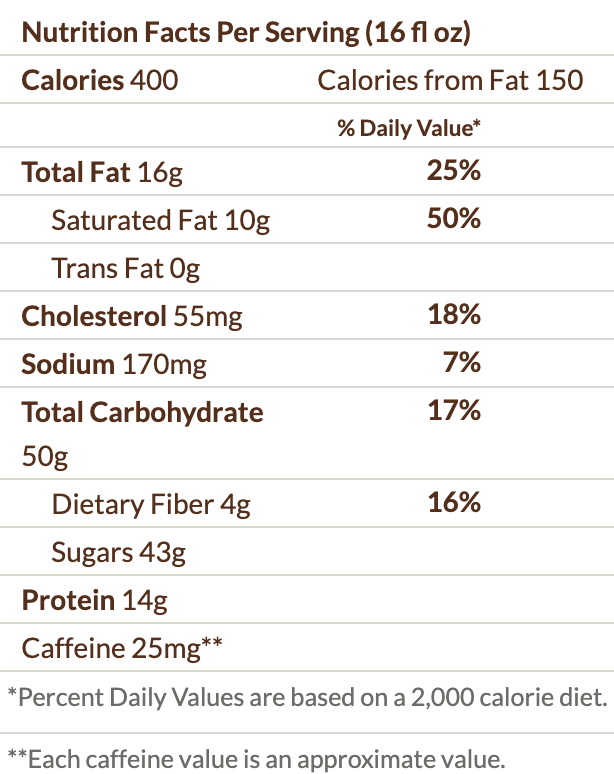 Nutrition Facts Per Serving (16 fl oz)
Calories 400 Calories from Fat 150
% Daily Value*
Total Fat 16g 25%
Saturated Fat 10g 50%
Trans Fat 0g
Cholesterol 55mg 18%
Sodium 170mg 7%
Total Carbohydrate 17%
50g
Dietary Fiber 4g 16%
Sugars 43g
Protein 14g
Caffeine 25mg**
*Percent Daily Values are based on a 2,000 calorie diet.
**Each caffeine value is an approximate value.